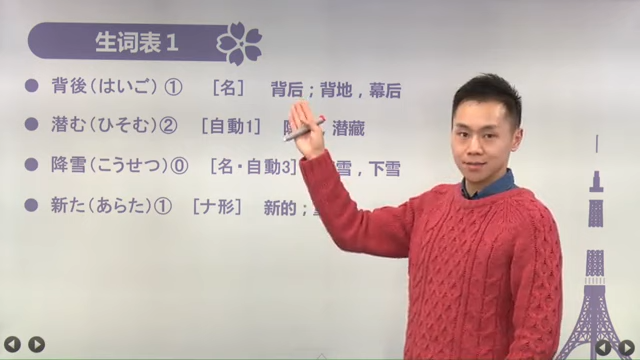 生词表1
背後（はいご）① ［名］ 背后；背地，幕后
潜む（ひそむ）② ［自動1］ ，潜藏
降雪（こうせつ）⓪ ［名・自動3］ 雪，下雪
新た（あらた）① ［ナ形］ 新的；